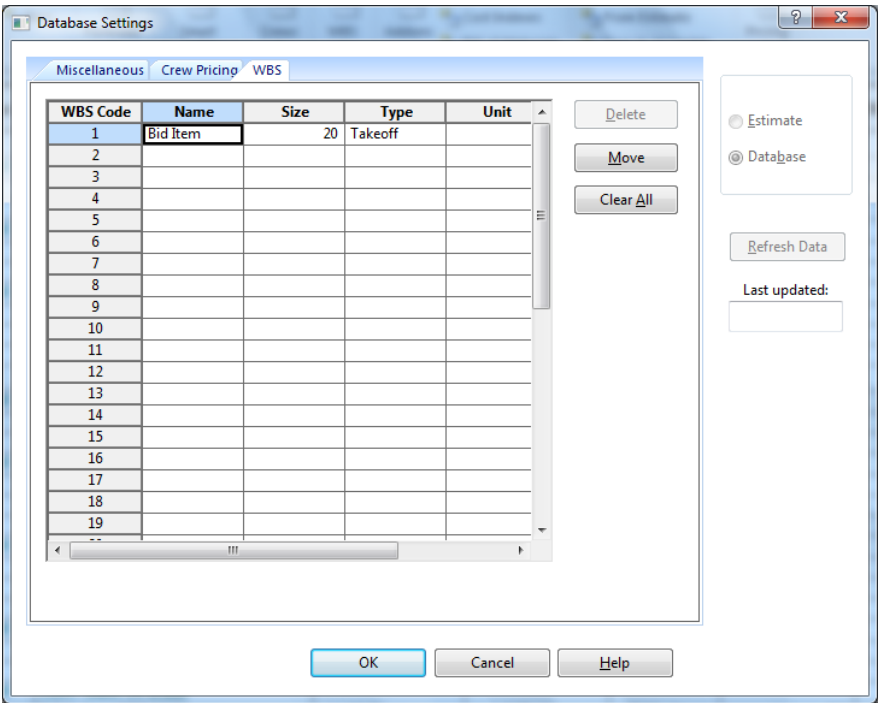 Database Settings
Miscellaneous Crew Pricing WBS
WBS Code Name Size Type Unit
1 Bid Item 20 Takeoff
2
3
4
5
6
7
8
9
10
11
12
13
14
15
16
17
18
19
Delete
Move
Clear All
Estimate
Database
Refresh Data
Last updated:
OK Cancel Help